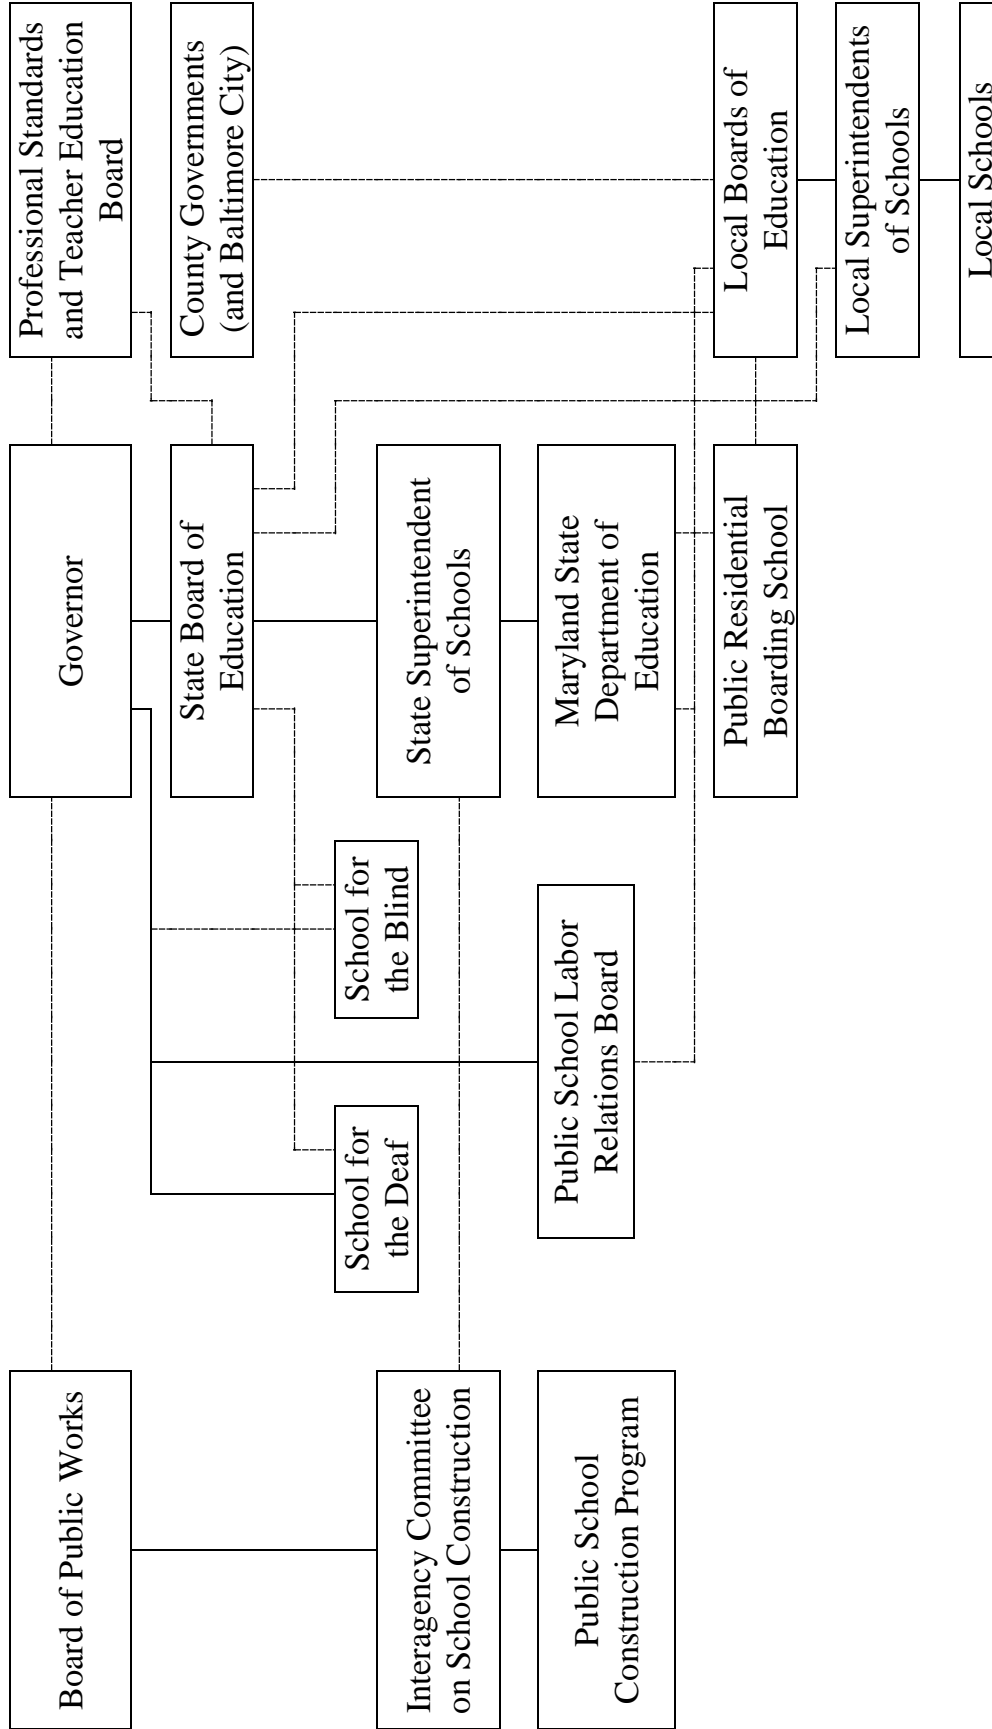 Board of Public Works
Governor
Professional Standards
and Teacher Education
Board
State Board of
Education
County Governments
(and Baltimore City)
School for
the Deaf
School for
the Blind
Interagency Committee
on School Construction
State Superintendent
of Schools
Public School
Construction Program
Public School Labor
Relations Board
Maryland State
Department of
Education
Public Residential
Boarding School
Local Boards of
Education
Local Superintendents
of Schools
Local Schools